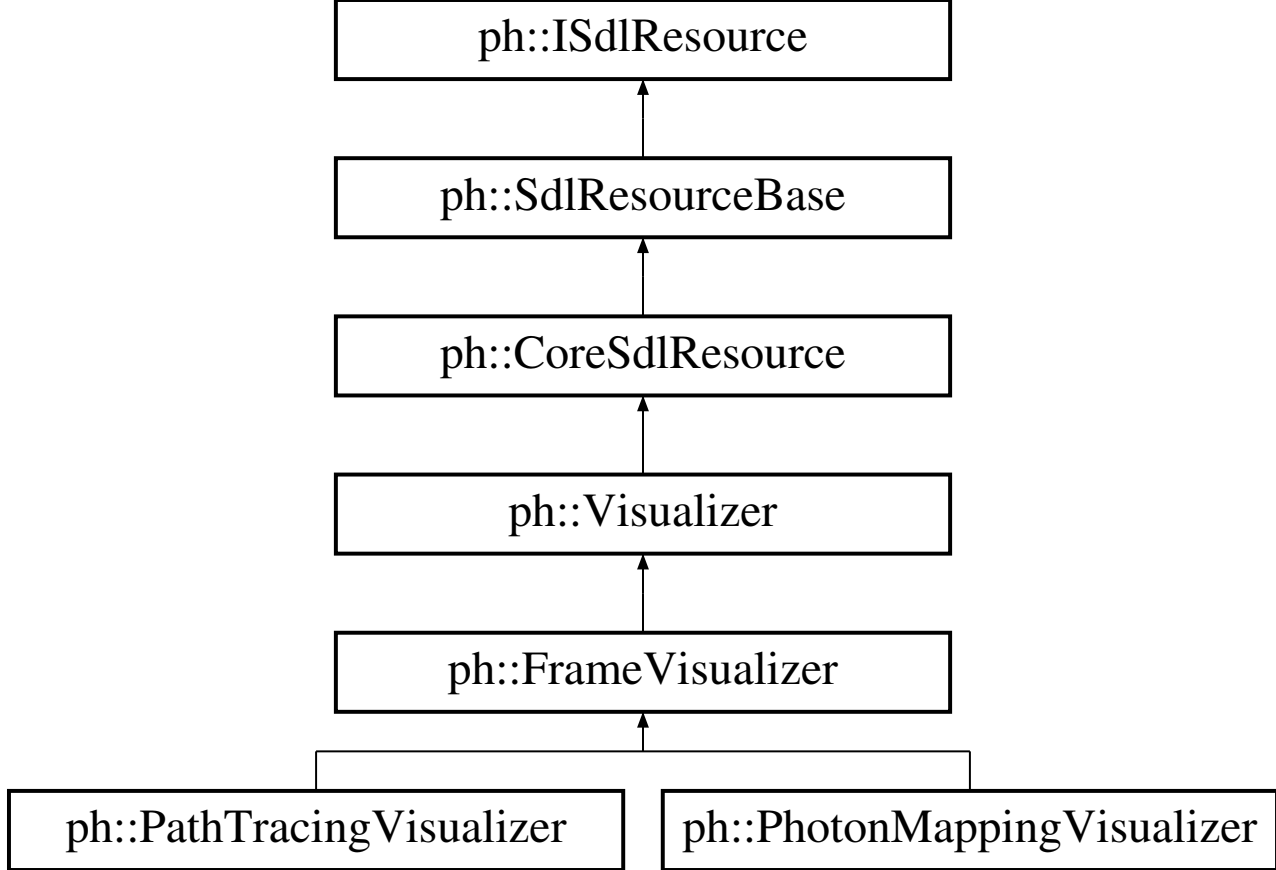 ph::ISdlResource
ph::SdlResourceBase
ph::CoreSdlResource
ph::Visualizer
ph::FrameVisualizer
ph::PathTracingVisualizer
ph::PhotonMappingVisualizer